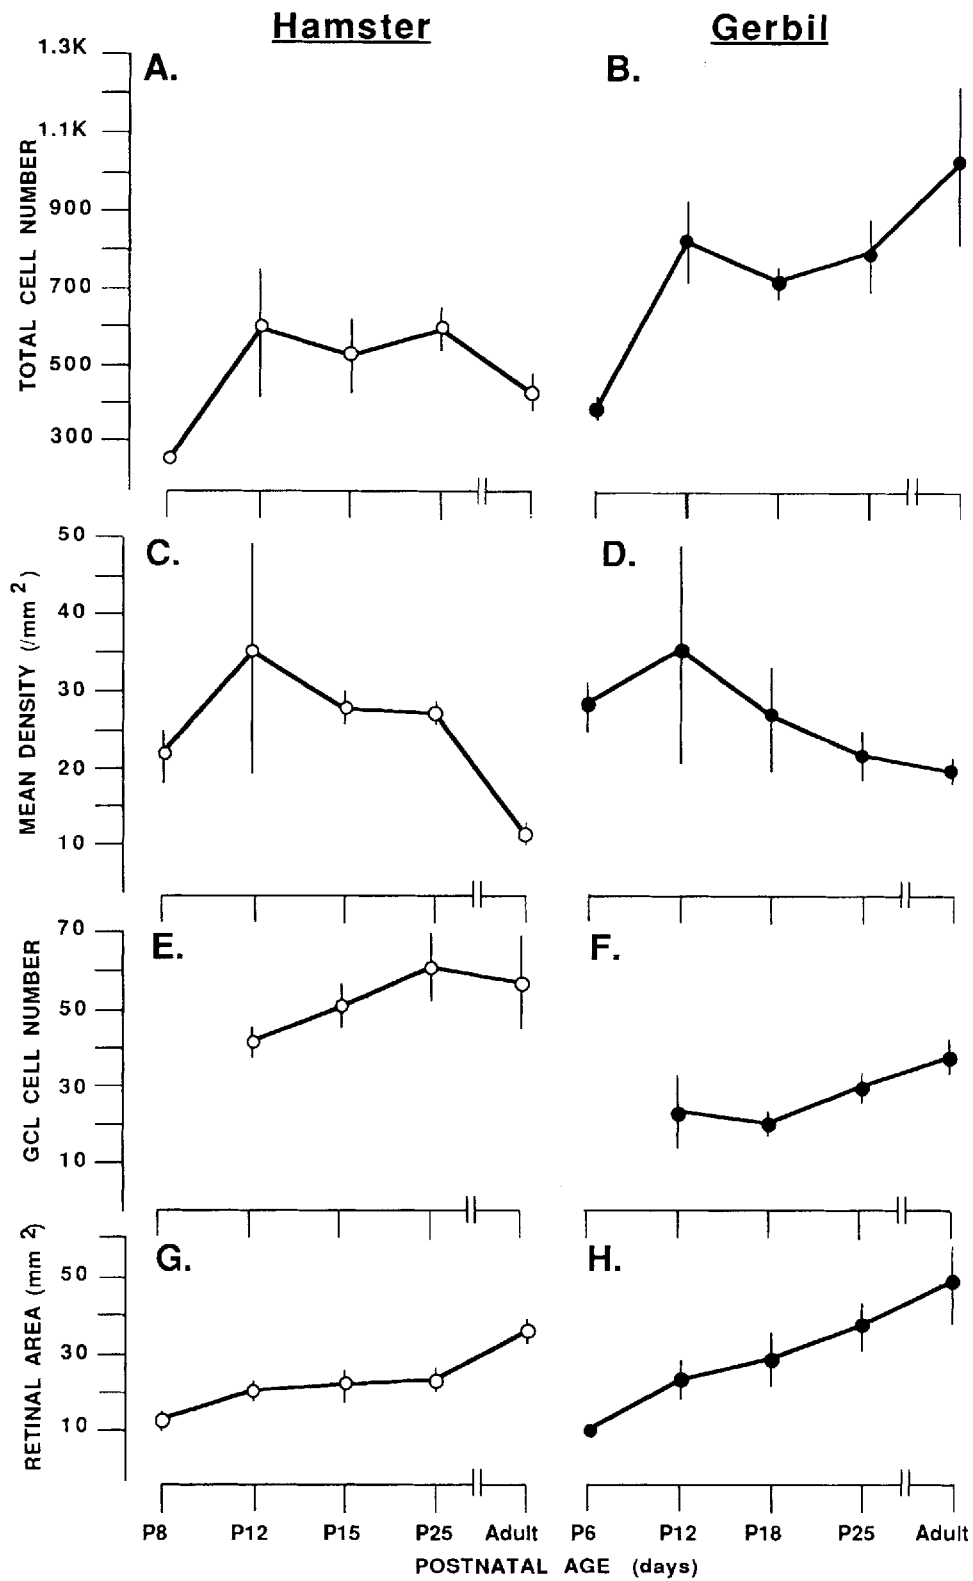 Hamster
Gerbil
A.
B.
TOTAL CELL NUMBER
1.3K
1.1K
900
700
500
300
C.
D.
MEAN DENSITY (/mm 2 )
50
40
30
20
10
E.
F.
GCL CELL NUMBER
70
50
30
10
G.
H.
RETINAL AREA (mm 2)
50
30
10
P8 P12 P15 P25 Adult P6 P12 P18 P25 Adult
POSTNATAL AGE (days)